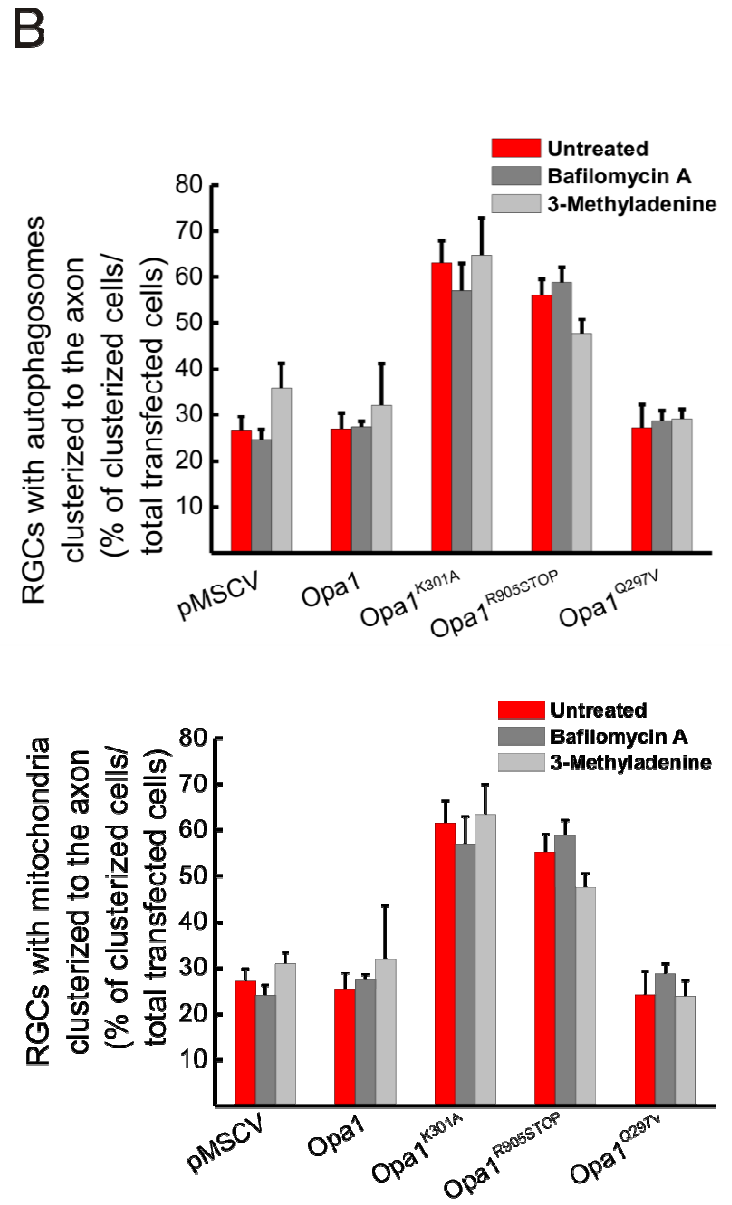 B
Untreated
Bafilomycin A
3-Methyladenine
RGCs with autophagosomes
clusterized to the axon
(% of clusterized cells/
total transfected cells)
80
70
60
50
40
30
20
10
pMSCV
Opa1
Opa1K301A
Opa1R905STOP
Opa1Q297V
Untreated
Bafilomycin A
3-Methyladenine
RGCs with mitochondria
clusterized to the axon
(% of clusterized cells/
total transfected cells)
80
70
60
50
40
30
20
10
pMSCV
Opa1
Opa1K301A
Opa1R905STOP
Opa1Q297V